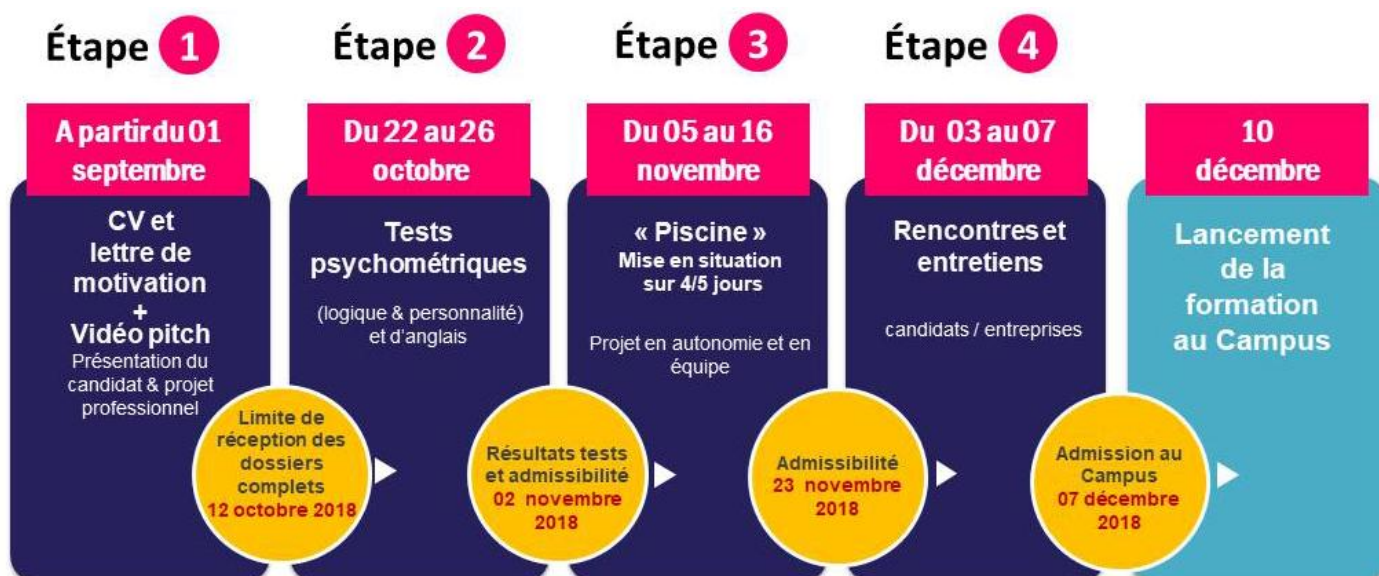 Étape 1
A partir du 01
septembre
CV et
lettre de
motivation
+
Vidéo pitch
Présentation du
candidat & projet
professionnel
Limite de
réception des
dossiers
complets
12 octobre 2018
Étape 2
Du 22 au 26
octobre
Tests
psychométriques
(logique & personnalité)
et d'anglais
Résultats tests
et admissibilité
02 novembre
2018
Étape 3
Du 05 au 16
novembre
« Piscine »
Mise en situation
sur 4/5 jours
Projet en autonomie et en
équipe
Admissibilité
23 novembre
2018
Étape 4
Du 03 au 07
décembre
Rencontres et
entretiens
candidats / entreprises
Admission au
Campus
07 décembre
2018
10
décembre
Lancement
de la
formation
au Campus